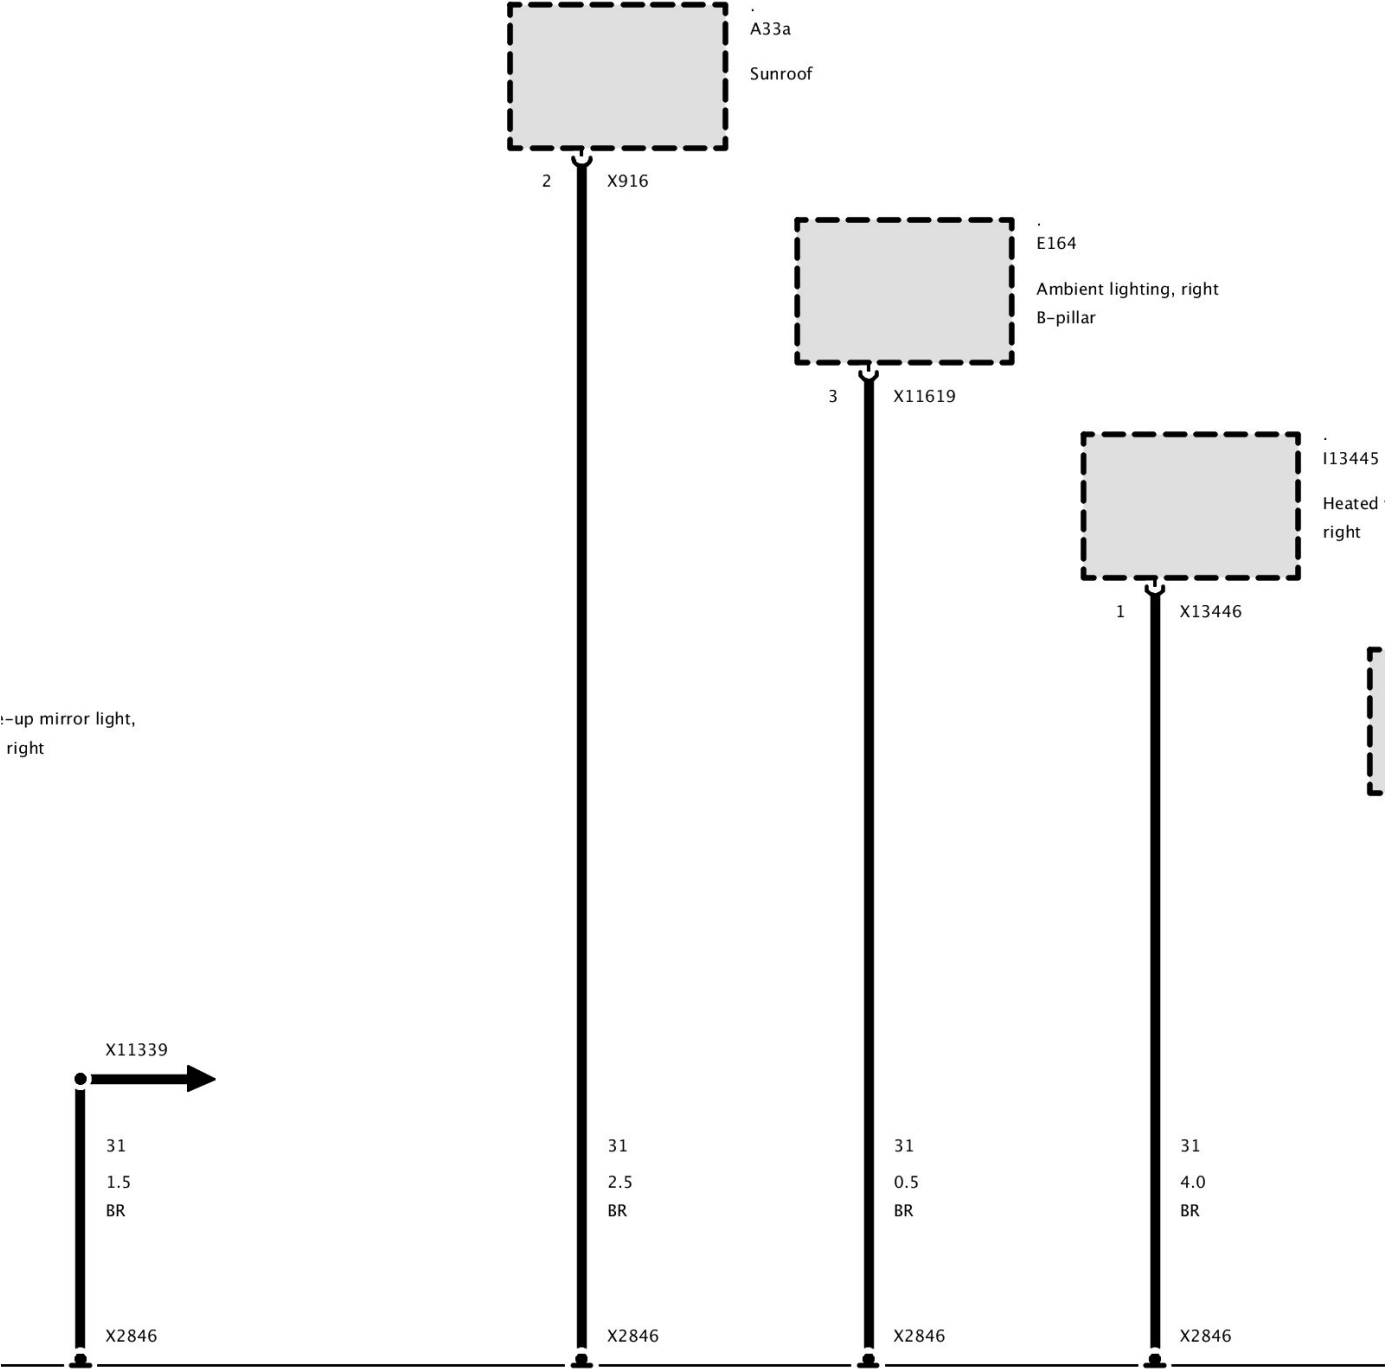 .
A33a
Sunroof
2 X916
.
E164
Ambient lighting, right
B-pillar
3 X11619
.
I13445
Heated
right
1 X13446
-up mirror light,
right
X11339
31 31 31 31
1.5 2.5 0.5 4.0
BR BR BR BR
X2846 X2846 X2846 X2846